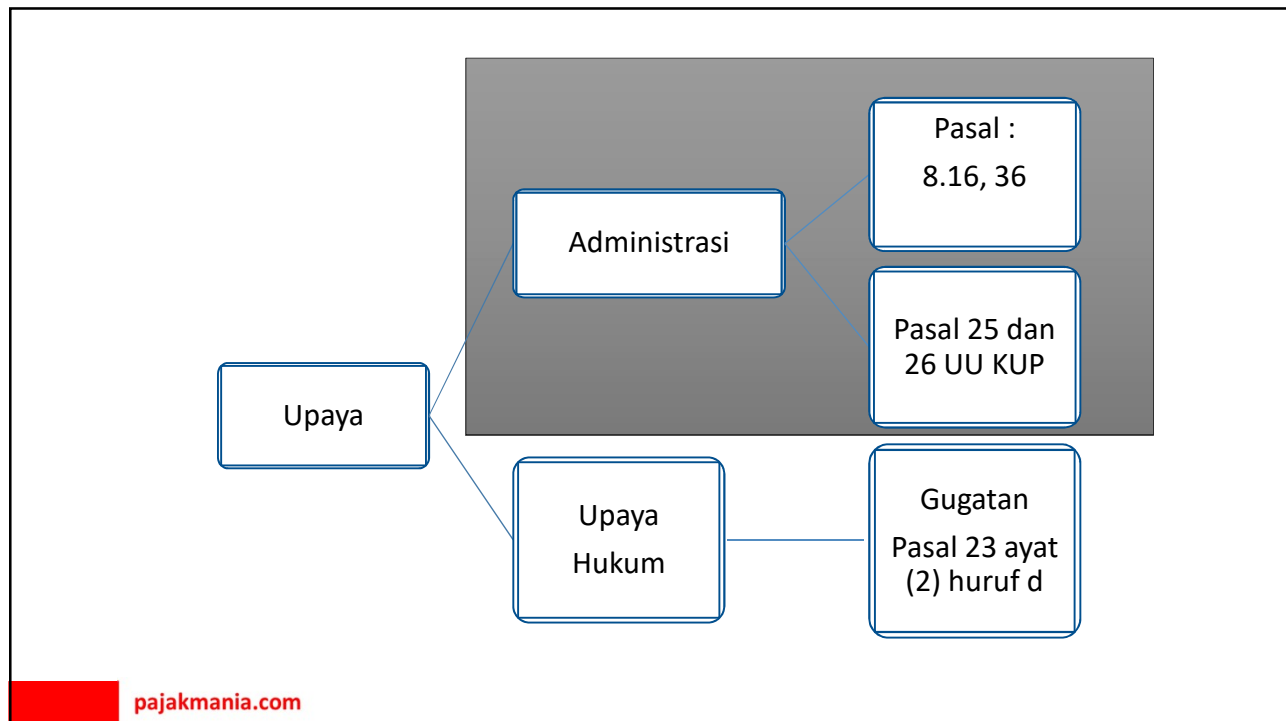 Pasal :
8.16, 36
Administrasi
Pasal 25 dan
26 UU KUP
Upaya
Upaya
Hukum
Gugatan
Pasal 23 ayat
(2) huruf d
pajakmania.com